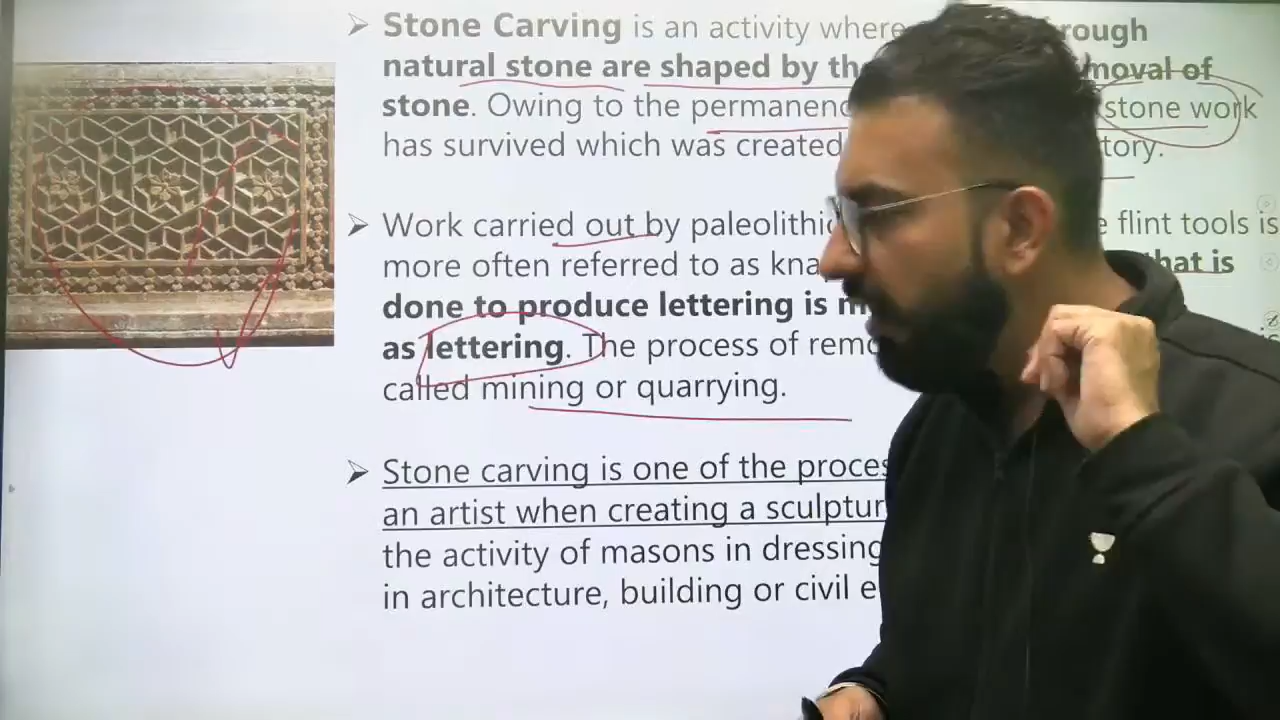 Stone Carving is an activity where rough
natural stone are shaped by the moval of
stone. Owing to the permanenc stone work
has survived which was created tory.
Work carried out by paleolithic flint tools is
more often referred to as kna that is
done to produce lettering is m
as lettering. The process of remo
called mining or quarrying.
Stone carving is one of the proces
an artist when creating a sculptur
the activity of masons in dressing
in architecture, building or civil e